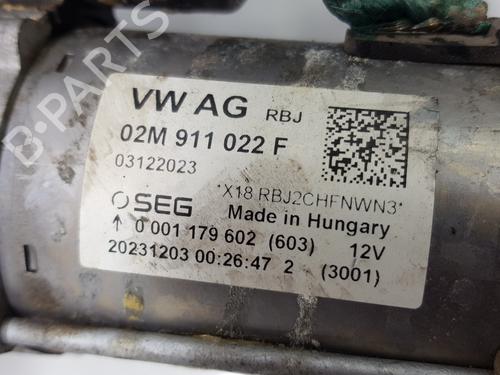 VW AG RBJ
02M 911 022 F
03122023
*X18 RBJ2CHFNWN3*
SEG Made in Hungary
↑ 0 001 179 602 (603) 12V
20231203 00:26:47 2 (3001)